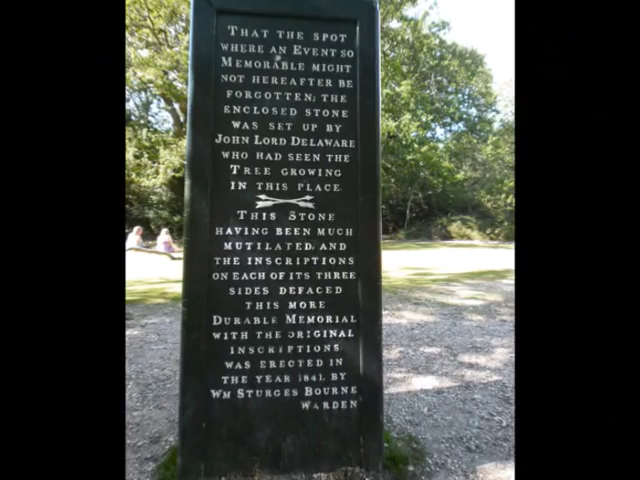 THAT THE SPOT
WHERE AN EVENT SO
MEMORABLE MIGHT
NOT HEREAFTER BE
FORGOTTEN; THE
ENCLOSED STONE
WAS SET UP BY
JOHN LORD DELAWARE
WHO HAD SEEN THE
TREE GROWING
IN THIS PLACE.
THIS STONE
HAVING BEEN MUCH
MUTILATED, AND
THE INSCRIPTIONS
ON EACH OF ITS THREE
SIDES DEFACED
THIS MORE
DURABLE MEMORIAL
WITH THE ORIGINAL
INSCRIPTIONS
WAS ERECTED IN
THE YEAR 1841, BY
WM STURGES BOURNE
WARDEN